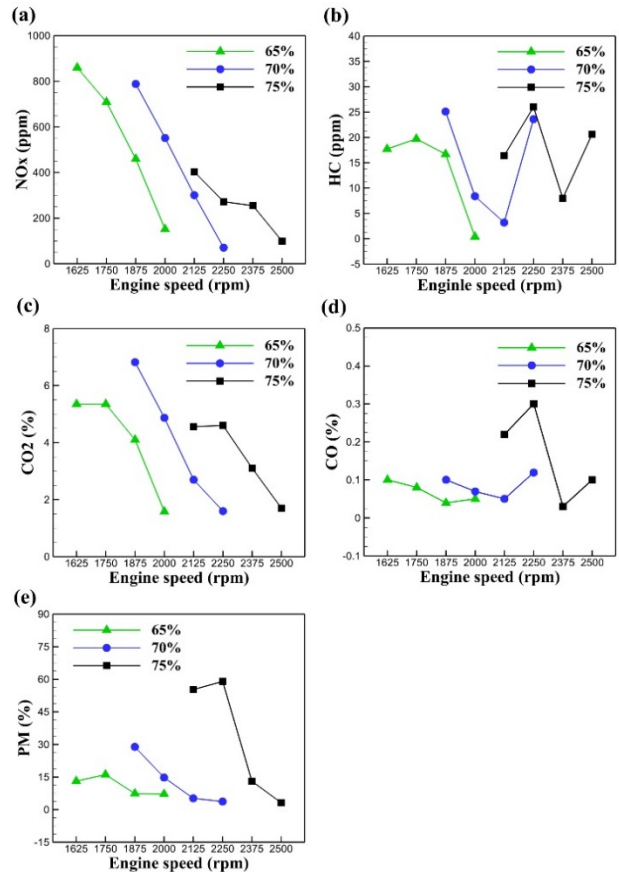 (a)
65%
70%
75%
1000
800
600
400
200
0
NOx (ppm)
1625 1750 1875 2000 2125 2250 2375 2500
Engine speed (rpm)
(b)
65%
70%
75%
40
35
30
25
20
15
10
5
0
-5
HC (ppm)
1625 1750 1875 2000 2125 2250 2375 2500
Enginle speed (rpm)
(c)
65%
70%
75%
8
6
4
2
0
CO2 (%)
1625 1750 1875 2000 2125 2250 2375 2500
Engine speed (rpm)
(d)
65%
70%
75%
0.5
0.4
0.3
0.2
0.1
0
-0.1
CO (%)
1625 1750 1875 2000 2125 2250 2375 2500
Engine speed (rpm)
(e)
65%
70%
75%
90
75
60
45
30
15
0
-15
PM (%)
1625 1750 1875 2000 2125 2250 2375 2500
Engine speed (rpm)